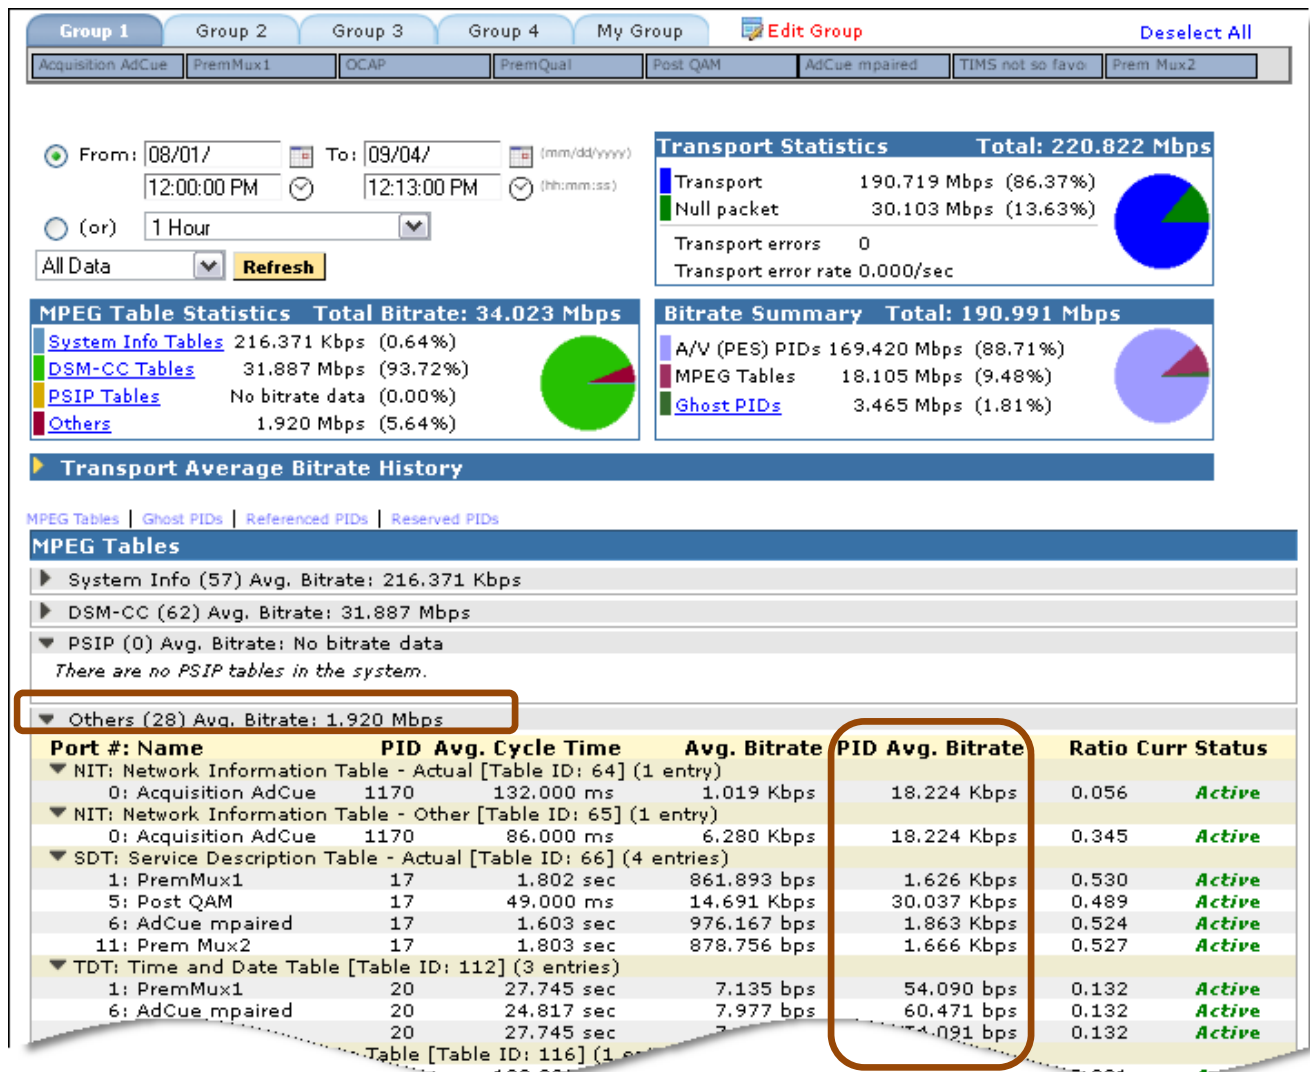 Group 1 Group 2 Group 3 Group 4 My Group Edit Group Deselect All
Acquisition AdCue PremMux1 OCAP PremQual Post QAM AdCue mpaired TIMS not so favo Prem Mux2
From: 08/01/ To: 09/04/ (mm/dd/yyyy)
12:00:00 PM 12:13:00 PM (hh:mm:ss)
(or) 1 Hour
All Data Refresh
Transport Statistics Total: 220.822 Mbps
Transport 190.719 Mbps (86.37%)
Null packet 30.103 Mbps (13.63%)
Transport errors 0
Transport error rate 0.000/sec
MPEG Table Statistics Total Bitrate: 34.023 Mbps
System Info Tables 216.371 Kbps (0.64%)
DSM-CC Tables 31.887 Mbps (93.72%)
PSIP Tables No bitrate data (0.00%)
Others 1.920 Mbps (5.64%)
Bitrate Summary Total: 190.991 Mbps
A/V (PES) PIDs 169.420 Mbps (88.71%)
MPEG Tables 18.105 Mbps (9.48%)
Ghost PIDs 3.465 Mbps (1.81%)
Transport Average Bitrate History
MPEG Tables | Ghost PIDs | Referenced PIDs | Reserved PIDs
MPEG Tables
System Info (57) Avg. Bitrate: 216.371 Kbps
DSM-CC (62) Avg. Bitrate: 31.887 Mbps
PSIP (0) Avg. Bitrate: No bitrate data
There are no PSIP tables in the system.
Others (28) Avg. Bitrate: 1.920 Mbps
Port #: Name PID Avg. Cycle Time Avg. Bitrate PID Avg. Bitrate Ratio Curr Status
NIT: Network Information Table - Actual [Table ID: 64] (1 entry)
0: Acquisition AdCue 1170 132.000 ms 1.019 Kbps 18.224 Kbps 0.056 Active
NIT: Network Information Table - Other [Table ID: 65] (1 entry)
0: Acquisition AdCue 1170 86.000 ms 6.280 Kbps 18.224 Kbps 0.345 Active
SDT: Service Description Table - Actual [Table ID: 66] (4 entries)
1: PremMux1 17 1.802 sec 861.893 bps 1.626 Kbps 0.530 Active
5: Post QAM 17 49.000 ms 14.691 Kbps 30.037 Kbps 0.489 Active
6: AdCue mpaired 17 1.603 sec 976.167 bps 1.863 Kbps 0.524 Active
11: Prem Mux2 17 1.803 sec 878.756 bps 1.666 Kbps 0.527 Active
TDT: Time and Date Table [Table ID: 112] (3 entries)
1: PremMux1 20 27.745 sec 7.135 bps 54.090 bps 0.132 Active
6: AdCue mpaired 20 24.817 sec 7.977 bps 60.471 bps 0.132 Active
20 27.745 sec bps 0.132 Active
Table [Table ID: 116] (1